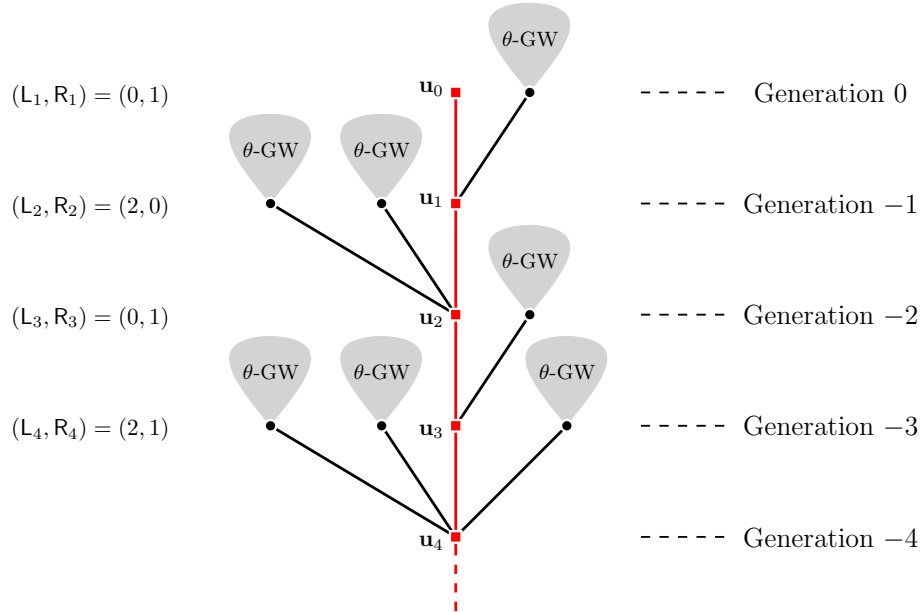 θ-GW
(L₁, R₁) = (0, 1)
u₀
Generation 0
θ-GW
θ-GW
(L₂, R₂) = (2, 0)
u₁
Generation −1
θ-GW
(L₃, R₃) = (0, 1)
u₂
Generation −2
θ-GW
θ-GW
θ-GW
(L₄, R₄) = (2, 1)
u₃
Generation −3
u₄
Generation −4